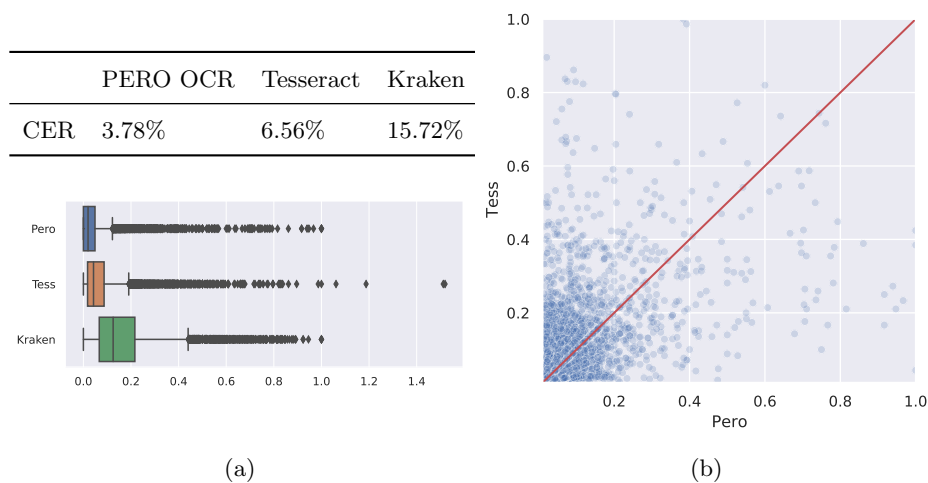 PERO OCR Tesseract Kraken
CER 3.78% 6.56% 15.72%
Pero
Tess
Kraken
0.0 0.2 0.4 0.6 0.8 1.0 1.2 1.4
(a)
1.0
0.8
0.6
0.4
0.2
Tess
0.2 0.4 0.6 0.8 1.0
Pero
(b)